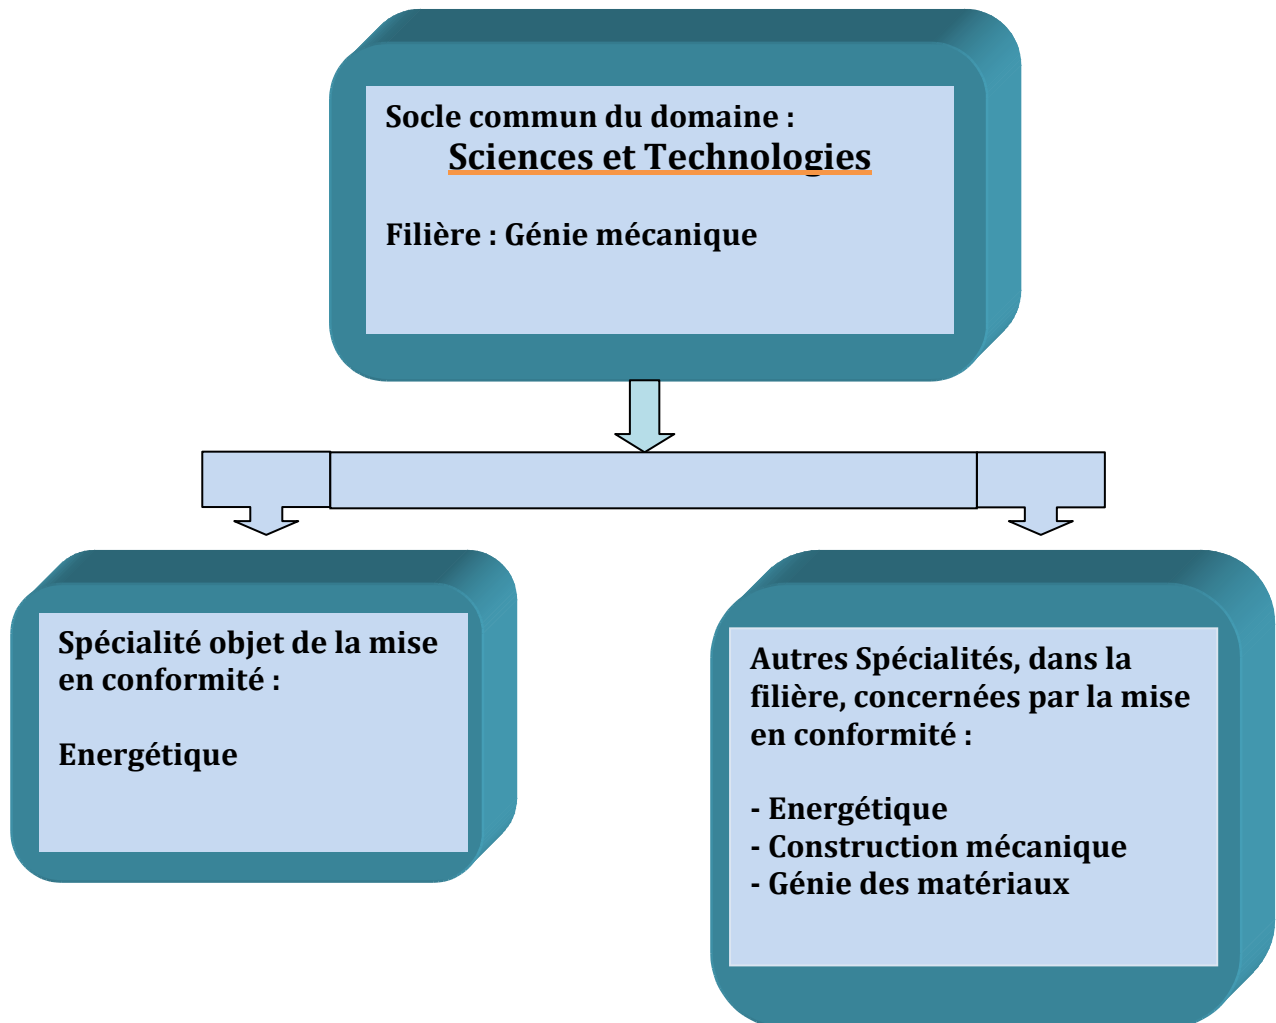 Socle commun du domaine :
Sciences et Technologies
Filière : Génie mécanique
Spécialité objet de la mise
en conformité :
Energétique
Autres Spécialités, dans la
filière, concernées par la mise
en conformité :
- Energétique
- Construction mécanique
- Génie des matériaux